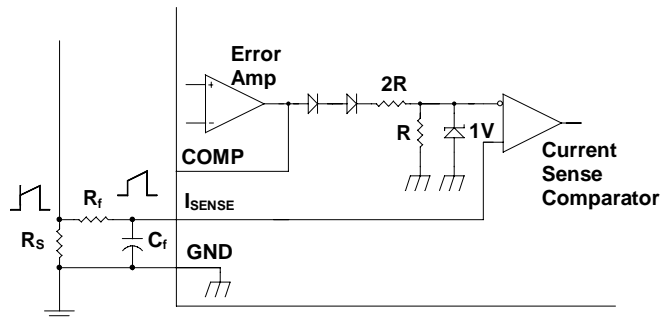 Error
Amp
+
−
2R
R
1V
COMP
Current
Sense
Comparator
Rf
ISENSE
RS
Cf
GND